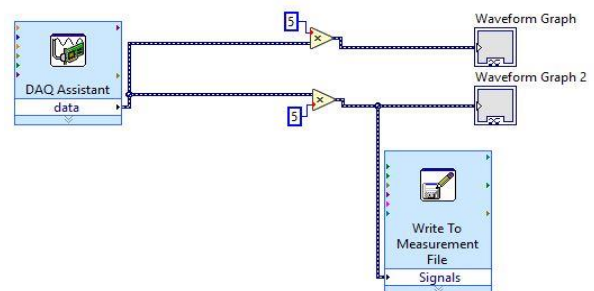 Waveform Graph
5
DAQ Assistant
data
Waveform Graph 2
5
Write To
Measurement
File
Signals